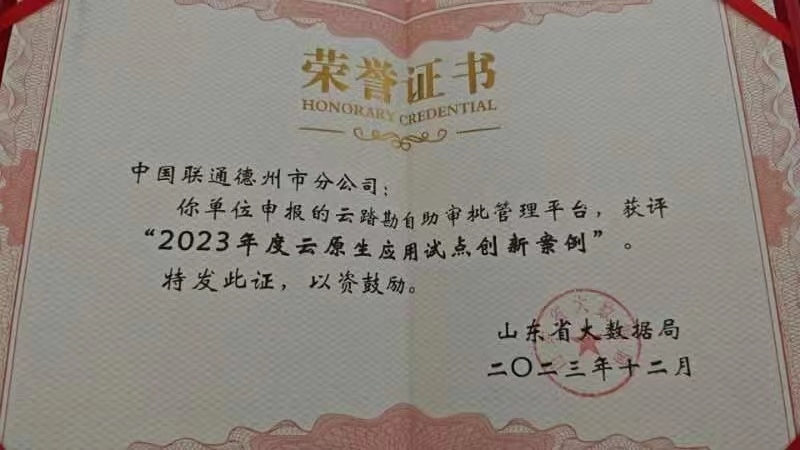 荣誉证书
HONORARY CREDENTIAL
中国联通德州市分公司：
你单位申报的云踏勘自助审批管理平台，获评
“2023年度云原生应用试点创新案例”。
特发此证，以资鼓励。
山东省大数据局
二〇二三年十二月